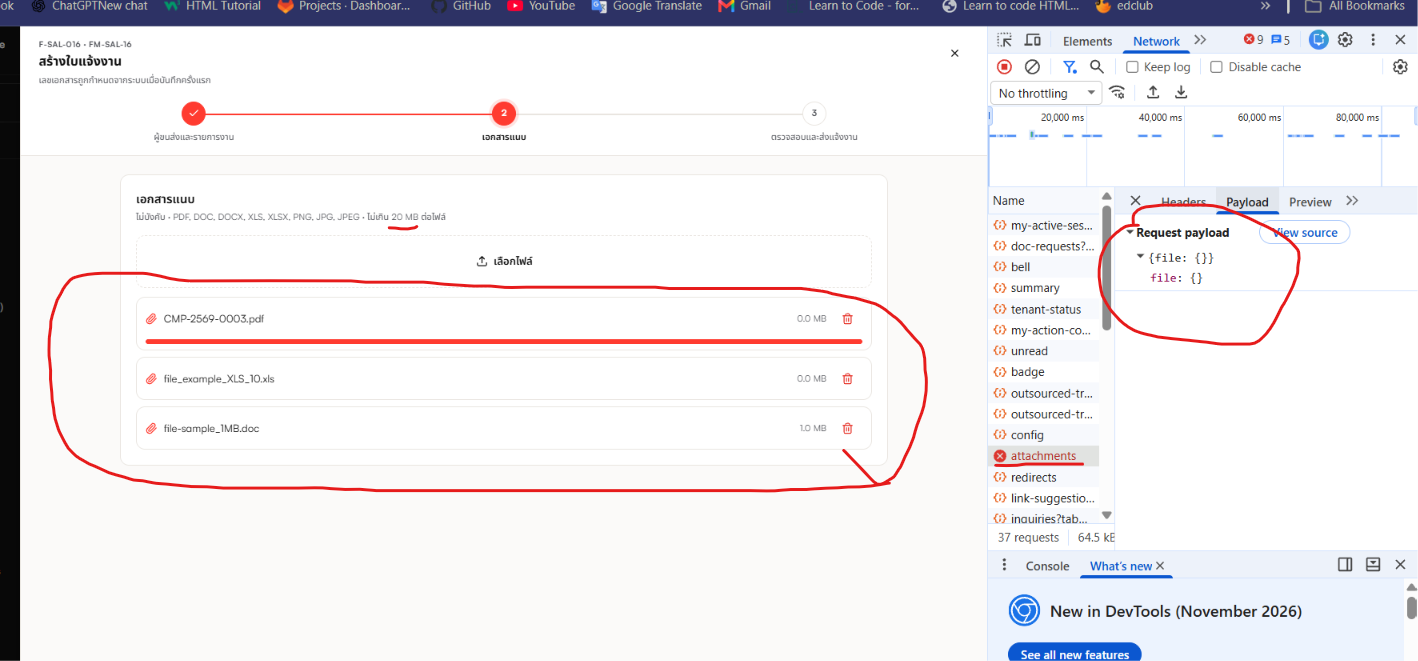 ok ChatGPTNew chat HTML Tutorial Projects · Dashboar... GitHub YouTube Google Translate Gmail Learn to Code - for... Learn to code HTML... edclub » All Bookmarks
F-SAL-016 · FM-SAL-16
สร้างใบแจ้งงาน
เลขเอกสารถูกกำหนดจากระบบเมื่อบันทึกครั้งแรก
2
3
ผู้ขนส่งและรายการงาน
เอกสารแนบ
ตรวจสอบและส่งแจ้งงาน
เอกสารแนบ
ไม่บังคับ · PDF, DOC, DOCX, XLS, XLSX, PNG, JPG, JPEG · ไม่เกิน 20 MB ต่อไฟล์
เลือกไฟล์
CMP-2569-0003.pdf 0.0 MB
file_example_XLS_10.xls 0.0 MB
file-sample_1MB.doc 1.0 MB
Elements Network » 9 5
Keep log Disable cache
No throttling
20,000 ms 40,000 ms 60,000 ms 80,000 ms
Name
my-active-ses...
doc-requests?...
bell
summary
tenant-status
my-action-co...
unread
badge
outsourced-tr...
outsourced-tr...
config
attachments
redirects
link-suggestio...
inquiries?tab...
37 requests 64.5 kB
Headers Payload Preview »
Request payload View source
{file: {}}
file: {}
Console What's new
New in DevTools (November 2026)
See all new features